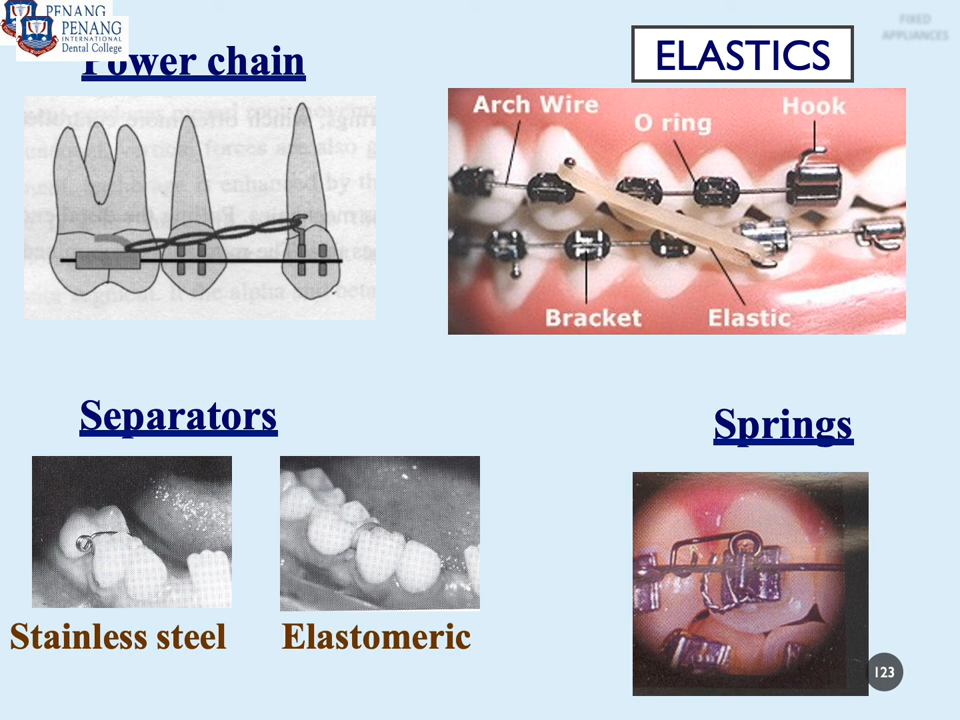 PENANG
PENANG
INTERNATIONAL
Dental College
FIXED
APPLIANCES
Power chain
ELASTICS
Arch Wire
O ring
Hook
Bracket
Elastic
Separators
Springs
Stainless steel
Elastomeric
123